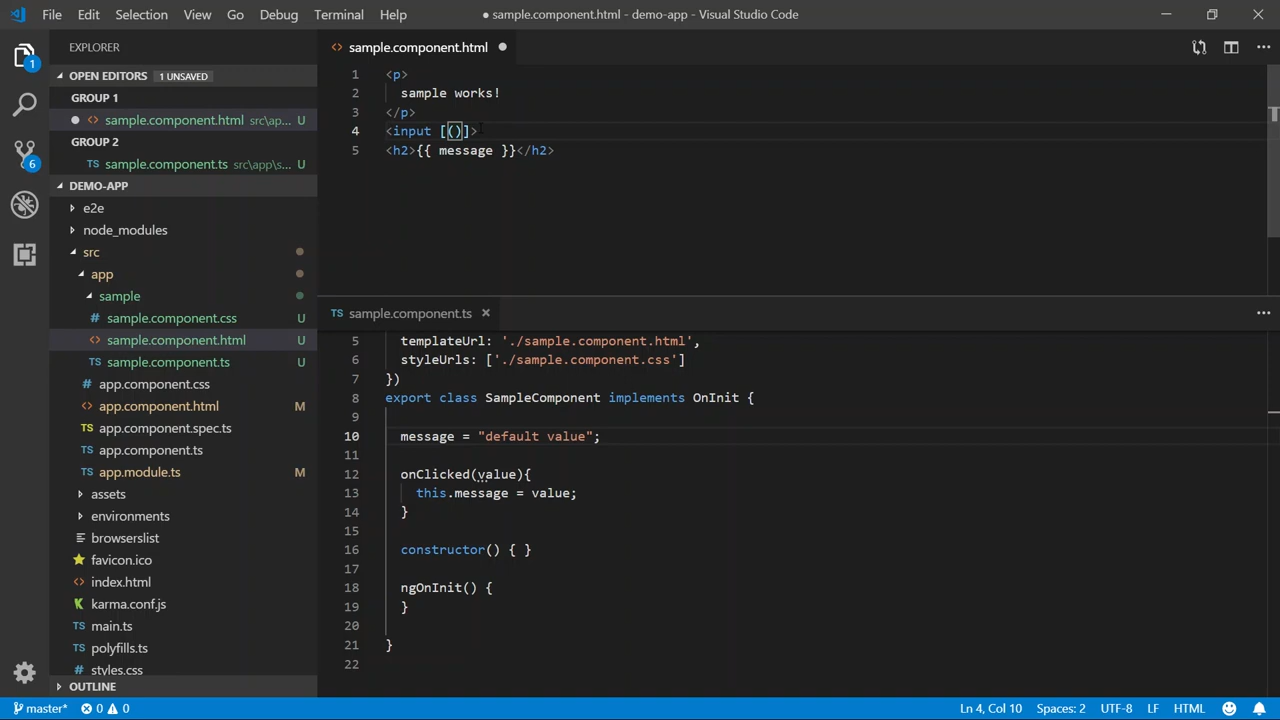 File Edit Selection View Go Debug Terminal Help
● sample.component.html - demo-app - Visual Studio Code
EXPLORER
OPEN EDITORS 1 UNSAVED
GROUP 1
sample.component.html src\ap... U
GROUP 2
sample.component.ts src\app\s... U
DEMO-APP
e2e
node_modules
src
app
sample
sample.component.css U
sample.component.html U
sample.component.ts U
app.component.css
app.component.html M
app.component.spec.ts
app.component.ts
app.module.ts M
assets
environments
browserslist
favicon.ico
index.html
karma.conf.js
main.ts
polyfills.ts
styles.css
OUTLINE
1
6
sample.component.html
1 <p>
2 sample works!
3 </p>
4 <input [()]>
5 <h2>{{ message }}</h2>
sample.component.ts
5 templateUrl: './sample.component.html',
6 styleUrls: ['./sample.component.css']
7 })
8 export class SampleComponent implements OnInit {
9
10 message = "default value";
11
12 onClicked(value){
13 this.message = value;
14 }
15
16 constructor() { }
17
18 ngOnInit() {
19 }
20
21 }
22
master* 0 0
Ln 4, Col 10 Spaces: 2 UTF-8 LF HTML